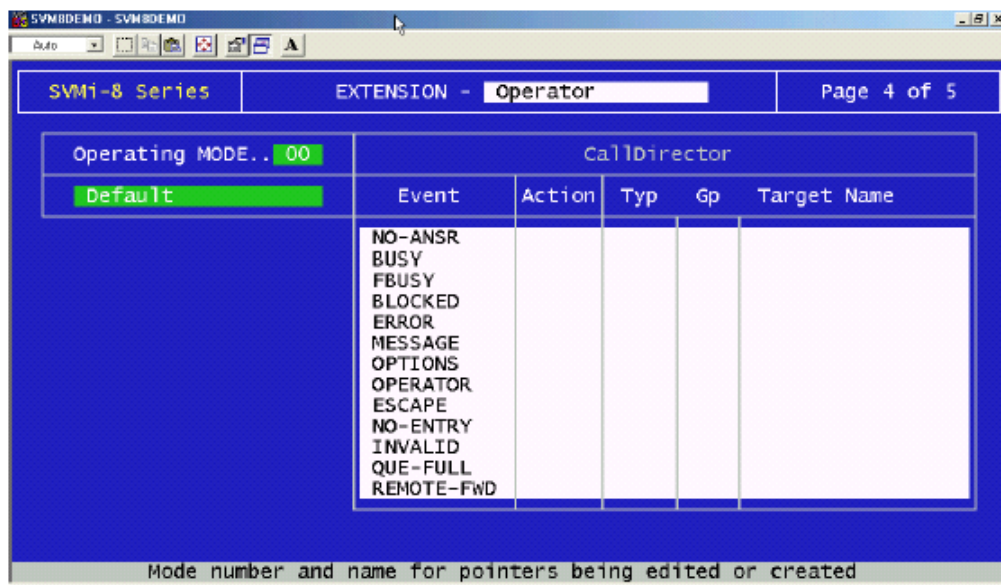 SVM8DEMO - SVM8DEMO
Auto
A
SVMi-8 Series
EXTENSION - Operator
Page 4 of 5
Operating MODE.. 00
CallDirector
Default
Event Action Typ Gp Target Name
NO-ANSR
BUSY
FBUSY
BLOCKED
ERROR
MESSAGE
OPTIONS
OPERATOR
ESCAPE
NO-ENTRY
INVALID
QUE-FULL
REMOTE-FWD
Mode number and name for pointers being edited or created